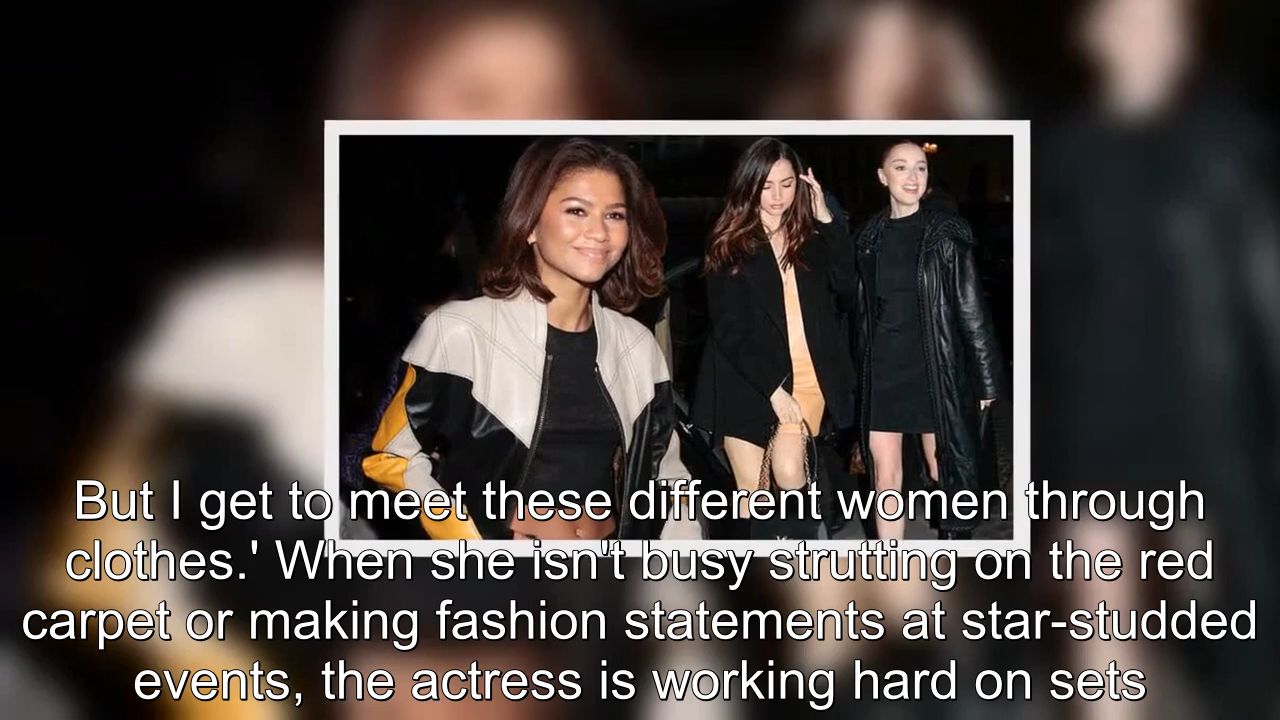 But I get to meet these different women through
clothes.' When she isn't busy strutting on the red
carpet or making fashion statements at star-studded
events, the actress is working hard on sets